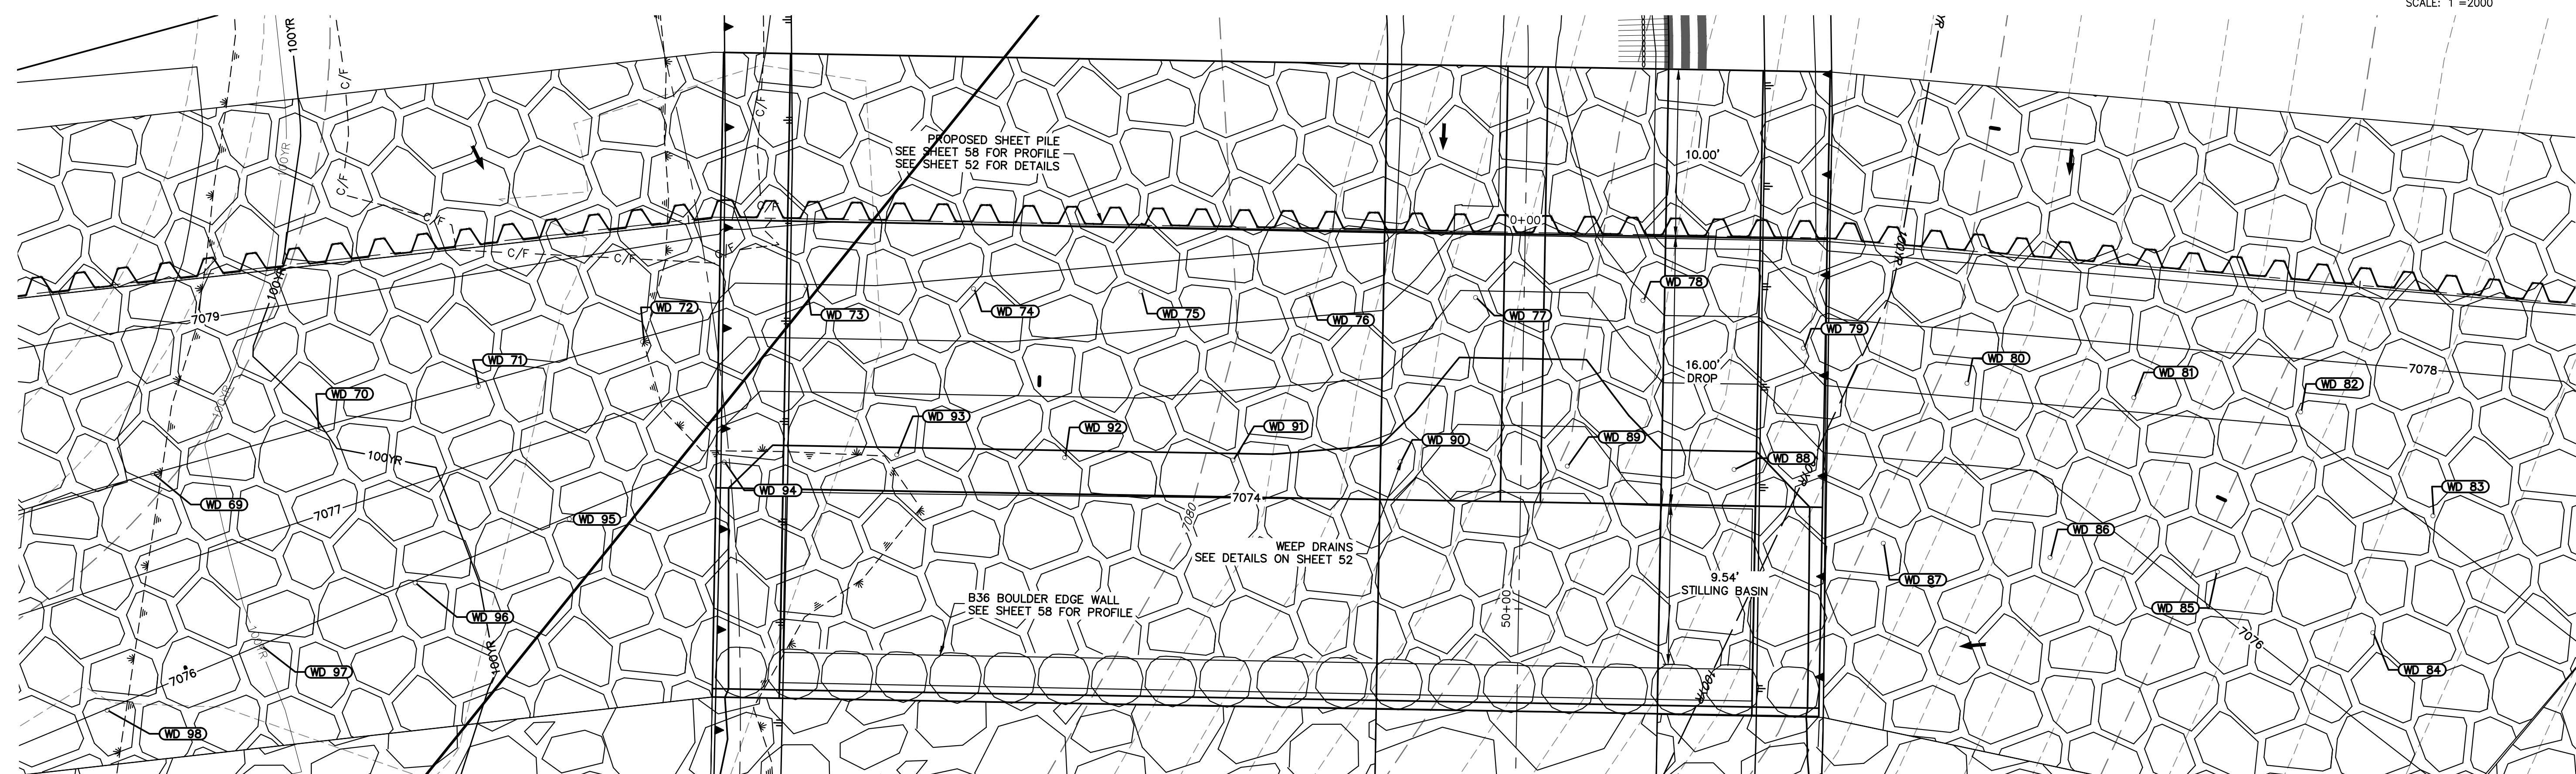 SCALE: 1"=2000
100YR
C/F
100YR
C/F
YR
100YR
C/F
PROPOSED SHEET PILE
SEE SHEET 58 FOR PROFILE
SEE SHEET 52 FOR DETAILS
10.00'
C/F
C/F
0+00
C/F
C/F
C/F
100YR
100YR
7079
WD 72
WD 73
WD 74
WD 75
WD 76
WD 77
WD 78
WD 79
WD 71
WD 70
16.00'
DROP
WD 80
WD 81
WD 82
7078
100YR
WD 93
WD 92
WD 91
WD 90
WD 89
WD 88
100YR
WD 94
7074
WD 83
WD 69
7077
WD 95
7080
WD 86
WEEP DRAINS
SEE DETAILS ON SHEET 52
9.54'
STILLING BASIN
WD 87
B36 BOULDER EDGE WALL
SEE SHEET 58 FOR PROFILE
50+00
WD 85
WD 96
100YR
100YR
7076
WD 97
7076
WD 84
100YR
WD 98